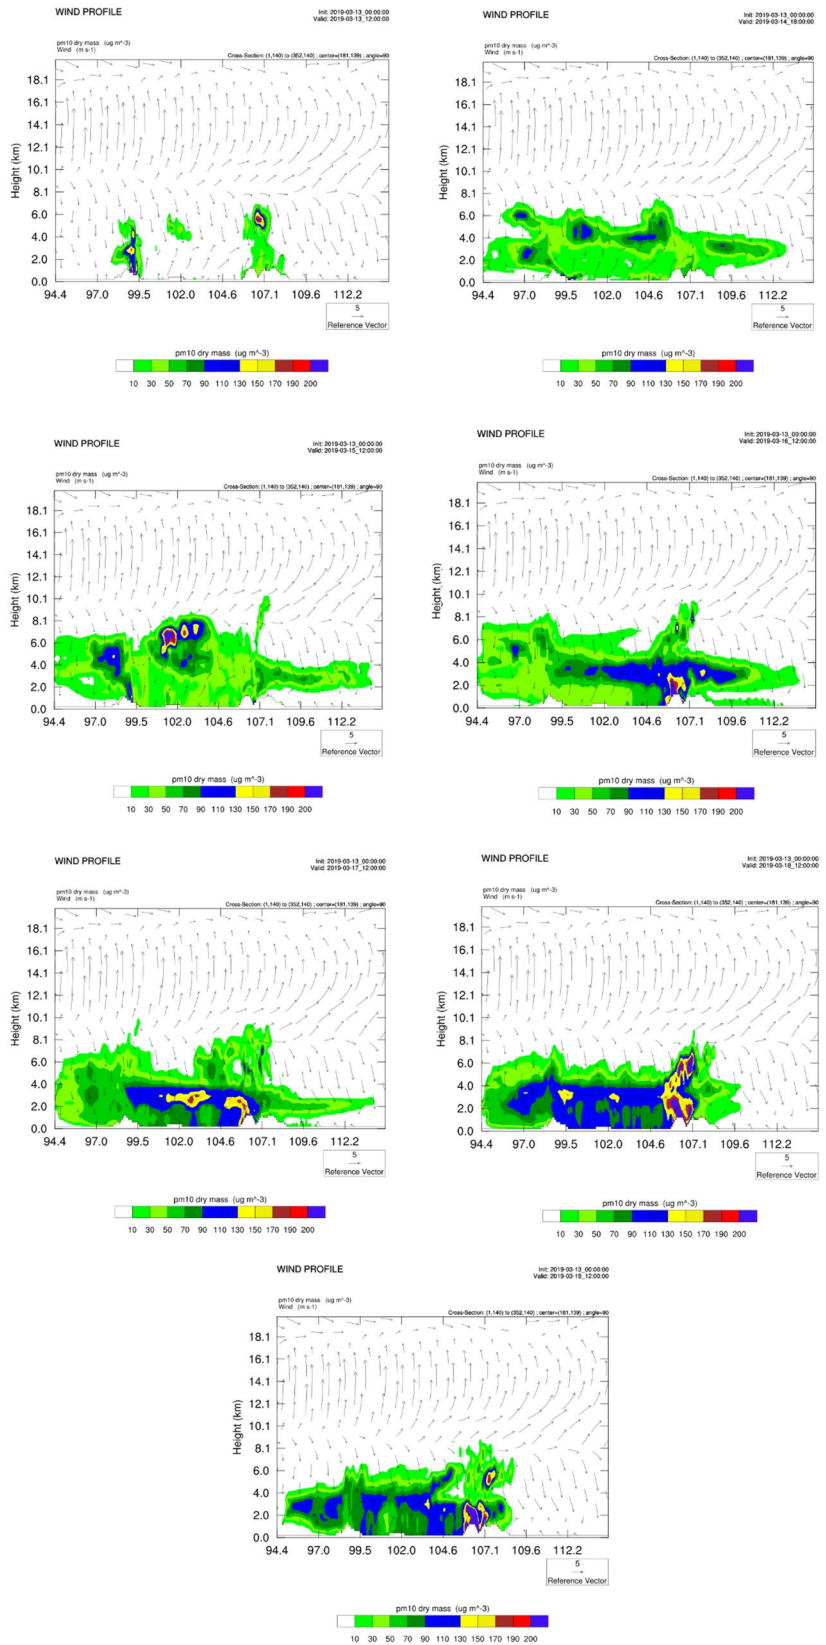 WIND PROFILE
Init: 2019-03-13_00:00:00
Valid: 2019-03-13_12:00:00
pm10 dry mass (ug m^-3)
Wind (m s-1)
Cross-Section: (1,140) to (352,140) ; center=(181,139) ; angle=90
18.1
16.1
14.1
12.1
10.1
8.1
6.0
4.0
2.0
0.0
Height (km)
94.4 97.0 99.5 102.0 104.6 107.1 109.6 112.2
5
Reference Vector
pm10 dry mass (ug m^-3)
10 30 50 70 90 110 130 150 170 190 200
WIND PROFILE
Init: 2019-03-13_00:00:00
Valid: 2019-03-14_18:00:00
pm10 dry mass (ug m^-3)
Wind (m s-1)
Cross-Section: (1,140) to (352,140) ; center=(181,139) ; angle=90
18.1
16.1
14.1
12.1
10.1
8.1
6.0
4.0
2.0
0.0
Height (km)
94.4 97.0 99.5 102.0 104.6 107.1 109.6 112.2
5
Reference Vector
pm10 dry mass (ug m^-3)
10 30 50 70 90 110 130 150 170 190 200
WIND PROFILE
Init: 2019-03-13_00:00:00
Valid: 2019-03-15_12:00:00
pm10 dry mass (ug m^-3)
Wind (m s-1)
Cross-Section: (1,140) to (352,140) ; center=(181,139) ; angle=90
18.1
16.1
14.1
12.1
10.1
8.1
6.0
4.0
2.0
0.0
Height (km)
94.4 97.0 99.5 102.0 104.6 107.1 109.6 112.2
5
Reference Vector
pm10 dry mass (ug m^-3)
10 30 50 70 90 110 130 150 170 190 200
WIND PROFILE
Init: 2019-03-13_00:00:00
Valid: 2019-03-16_12:00:00
pm10 dry mass (ug m^-3)
Wind (m s-1)
Cross-Section: (1,140) to (352,140) ; center=(181,139) ; angle=90
18.1
16.1
14.1
12.1
10.1
8.1
6.0
4.0
2.0
0.0
Height (km)
94.4 97.0 99.5 102.0 104.6 107.1 109.6 112.2
5
Reference Vector
pm10 dry mass (ug m^-3)
10 30 50 70 90 110 130 150 170 190 200
WIND PROFILE
Init: 2019-03-13_00:00:00
Valid: 2019-03-17_12:00:00
pm10 dry mass (ug m^-3)
Wind (m s-1)
Cross-Section: (1,140) to (352,140) ; center=(181,139) ; angle=90
18.1
16.1
14.1
12.1
10.1
8.1
6.0
4.0
2.0
0.0
Height (km)
94.4 97.0 99.5 102.0 104.6 107.1 109.6 112.2
5
Reference Vector
pm10 dry mass (ug m^-3)
10 30 50 70 90 110 130 150 170 190 200
WIND PROFILE
Init: 2019-03-13_00:00:00
Valid: 2019-03-18_12:00:00
pm10 dry mass (ug m^-3)
Wind (m s-1)
Cross-Section: (1,140) to (352,140) ; center=(181,139) ; angle=90
18.1
16.1
14.1
12.1
10.1
8.1
6.0
4.0
2.0
0.0
Height (km)
94.4 97.0 99.5 102.0 104.6 107.1 109.6 112.2
5
Reference Vector
pm10 dry mass (ug m^-3)
10 30 50 70 90 110 130 150 170 190 200
WIND PROFILE
Init: 2019-03-13_00:00:00
Valid: 2019-03-19_12:00:00
pm10 dry mass (ug m^-3)
Wind (m s-1)
Cross-Section: (1,140) to (352,140) ; center=(181,139) ; angle=90
18.1
16.1
14.1
12.1
10.1
8.1
6.0
4.0
2.0
0.0
Height (km)
94.4 97.0 99.5 102.0 104.6 107.1 109.6 112.2
5
Reference Vector
pm10 dry mass (ug m^-3)
10 30 50 70 90 110 130 150 170 190 200